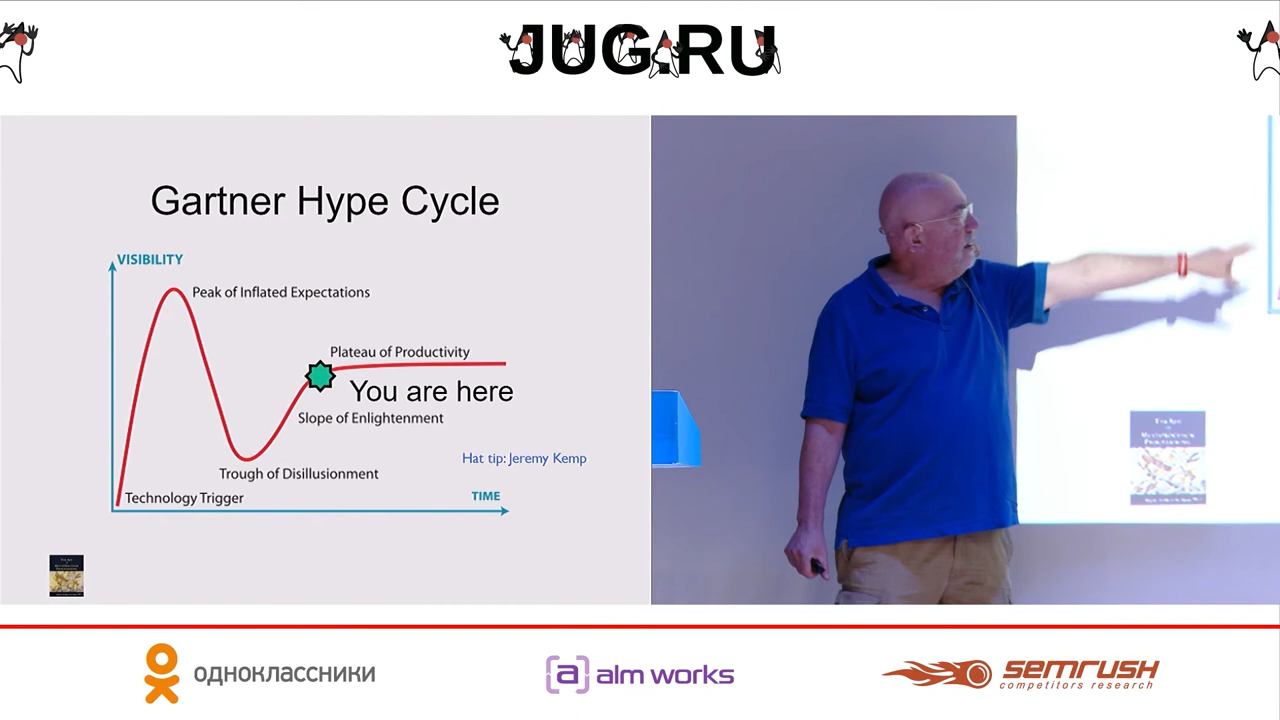 JUG.RU
Gartner Hype Cycle
VISIBILITY
Peak of Inflated Expectations
Plateau of Productivity
You are here
Slope of Enlightenment
Hat tip: Jeremy Kemp
Trough of Disillusionment
Technology Trigger
TIME
одноклассники
[a] alm works
semrush
competitors research